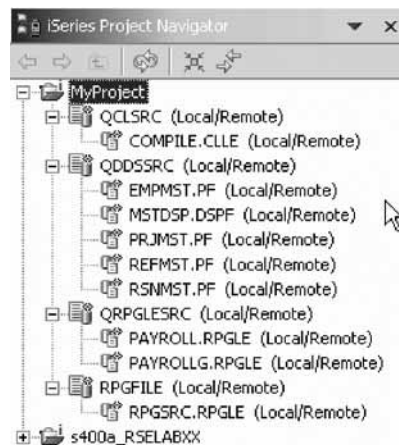 iSeries Project Navigator
MyProject
QCLSRC (Local/Remote)
COMPILE.CLLE (Local/Remote)
QDDSSRC (Local/Remote)
EMPMST.PF (Local/Remote)
MSTDSP.DSPF (Local/Remote)
PRJMST.PF (Local/Remote)
REFMST.PF (Local/Remote)
RSNMST.PF (Local/Remote)
QRPGLESRC (Local/Remote)
PAYROLL.RPGLE (Local/Remote)
PAYROLLG.RPGLE (Local/Remote)
RPGFILE (Local/Remote)
RPGSRC.RPGLE (Local/Remote)
s400a_RSELABXX